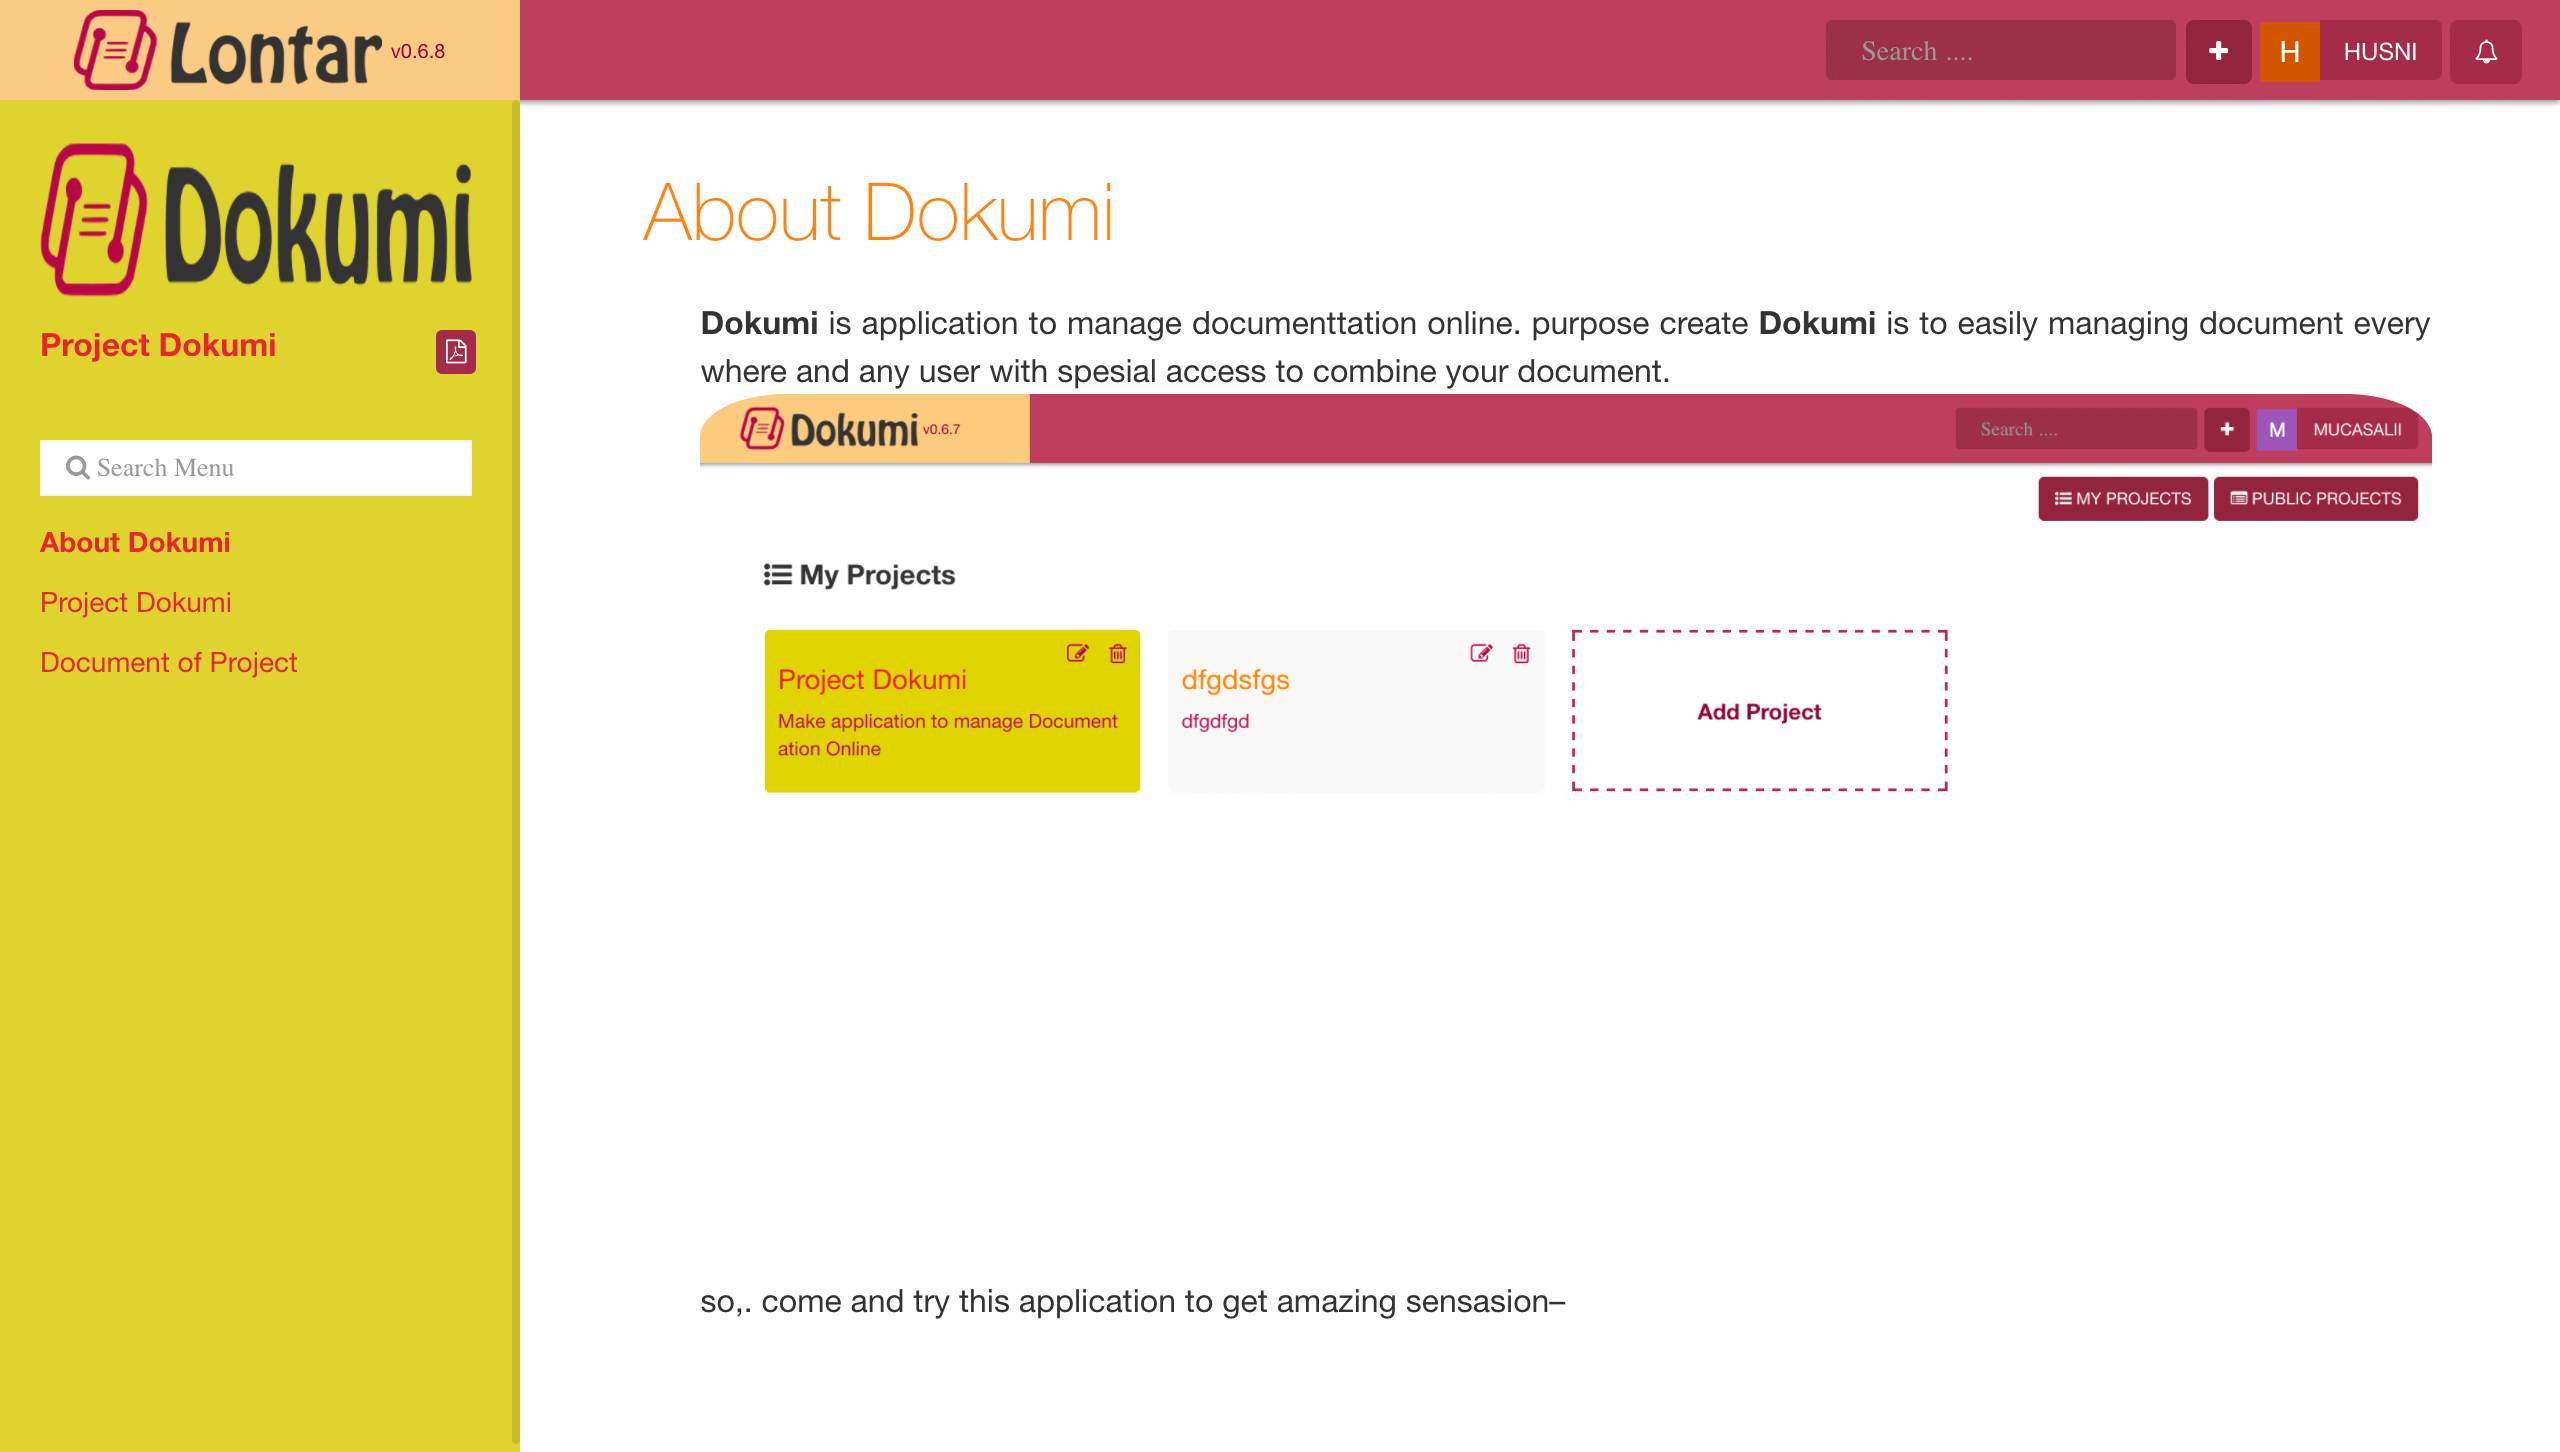 Lontar v0.6.8
Search ....
H HUSNI
Dokumi
Project Dokumi
Search Menu
About Dokumi
Project Dokumi
Document of Project
About Dokumi
Dokumi is application to manage documenttation online. purpose create Dokumi is to easily managing document every
where and any user with spesial access to combine your document.
Dokumi v0.6.7
Search ....
M MUCASALII
MY PROJECTS
PUBLIC PROJECTS
My Projects
Project Dokumi
Make application to manage Document
ation Online
dfgdsfgs
dfgdfgd
Add Project
so,. come and try this application to get amazing sensasion–